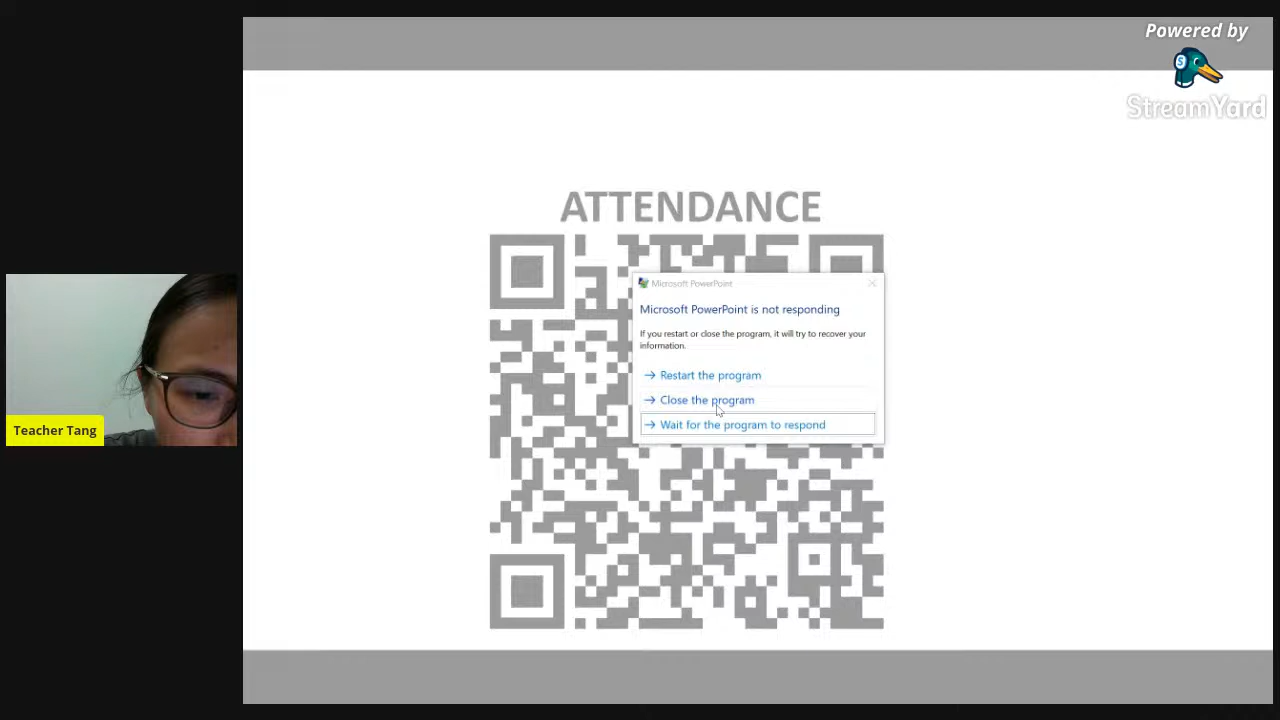 Powered by
S
StreamYard
ATTENDANCE
Microsoft PowerPoint
Microsoft PowerPoint is not responding
If you restart or close the program, it will try to recover your
information.
→ Restart the program
→ Close the program
→ Wait for the program to respond
Teacher Tang